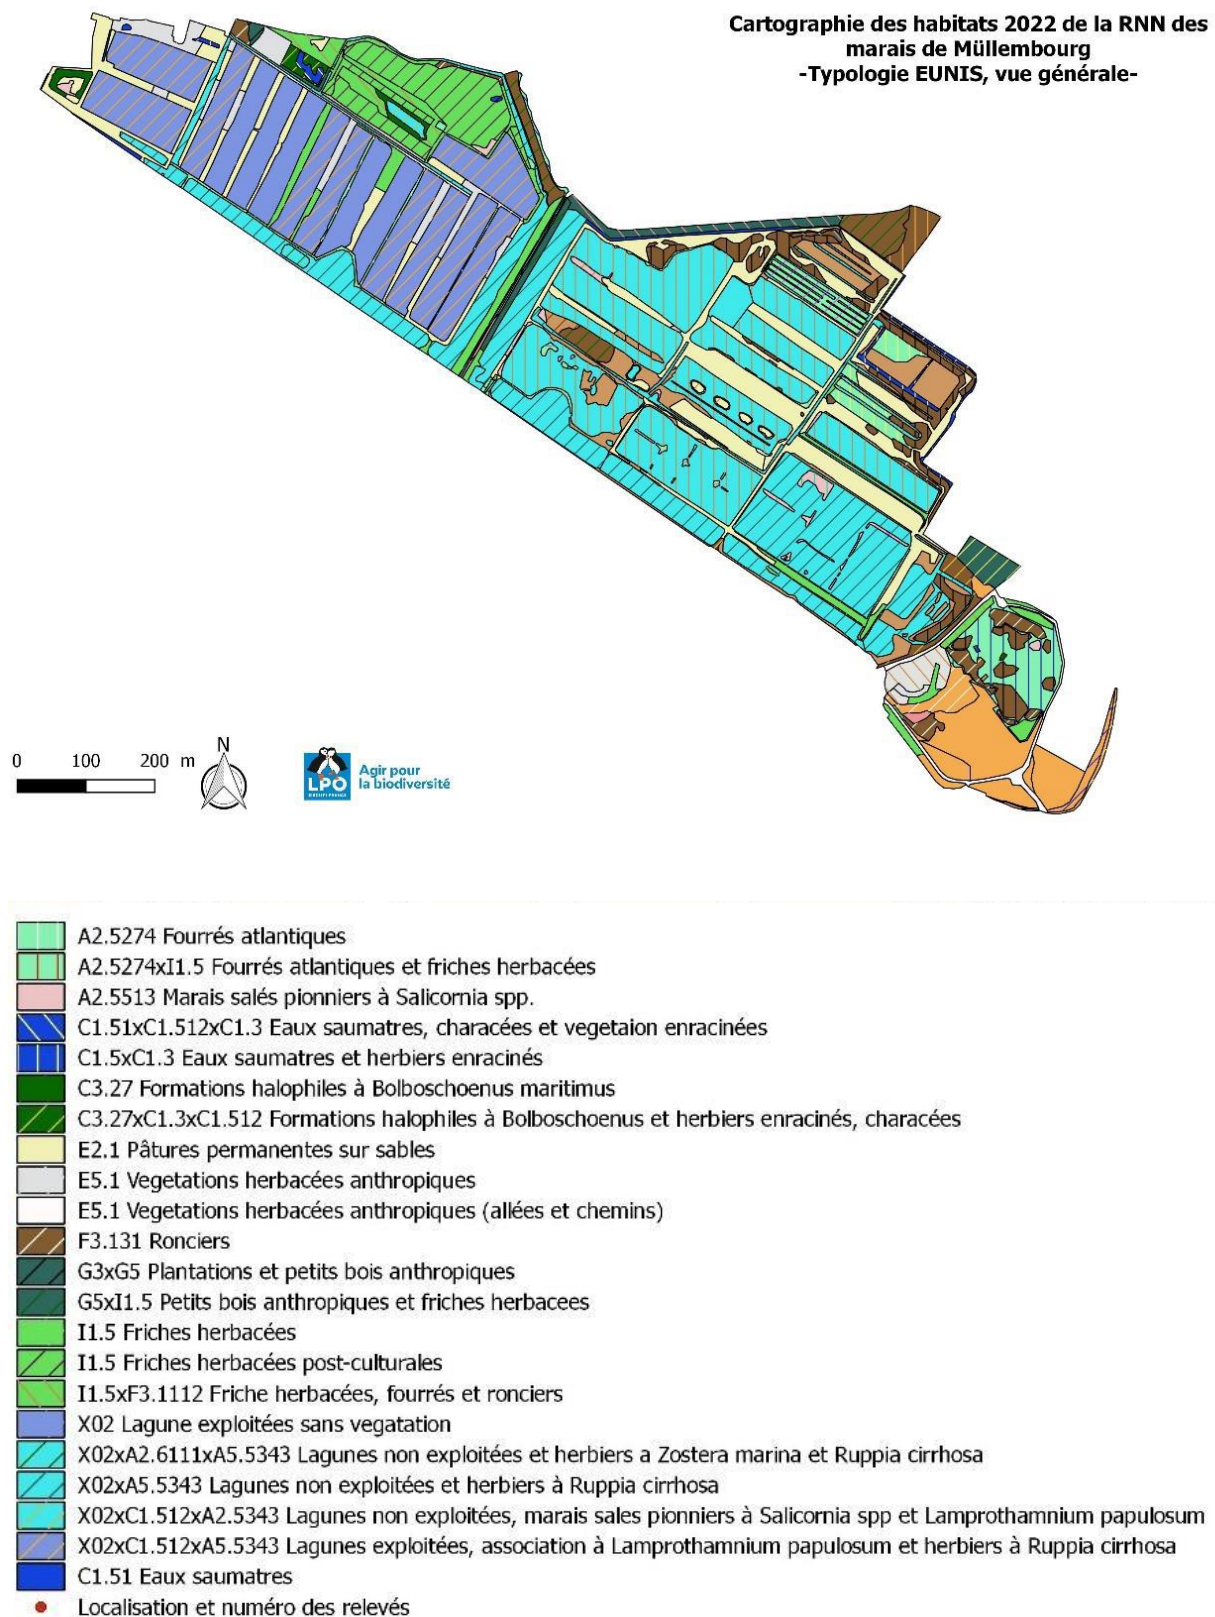 Cartographie des habitats 2022 de la RNN des
marais de Müllembourg
-Typologie EUNIS, vue générale-
0 100 200 m
N
LPO
Agir pour
la biodiversité
A2.5274 Fourrés atlantiques
A2.5274xI1.5 Fourrés atlantiques et friches herbacées
A2.5513 Marais salés pionniers à Salicornia spp.
C1.51xC1.512xC1.3 Eaux saumatres, characées et vegetaion enracinées
C1.5xC1.3 Eaux saumatres et herbiers enracinés
C3.27 Formations halophiles à Bolboschoenus maritimus
C3.27xC1.3xC1.512 Formations halophiles à Bolboschoenus et herbiers enracinés, characées
E2.1 Pâtures permanentes sur sables
E5.1 Vegetations herbacées anthropiques
E5.1 Vegetations herbacées anthropiques (allées et chemins)
F3.131 Ronciers
G3xG5 Plantations et petits bois anthropiques
G5xI1.5 Petits bois anthropiques et friches herbacees
I1.5 Friches herbacées
I1.5 Friches herbacées post-culturales
I1.5xF3.1112 Friche herbacées, fourrés et ronciers
X02 Lagune exploitées sans vegatation
X02xA2.6111xA5.5343 Lagunes non exploitées et herbiers a Zostera marina et Ruppia cirrhosa
X02xA5.5343 Lagunes non exploitées et herbiers à Ruppia cirrhosa
X02xC1.512xA2.5343 Lagunes non exploitées, marais sales pionniers à Salicornia spp et Lamprothamnium papulosum
X02xC1.512xA5.5343 Lagunes exploitées, association à Lamprothamnium papulosum et herbiers à Ruppia cirrhosa
C1.51 Eaux saumatres
Localisation et numéro des relevés